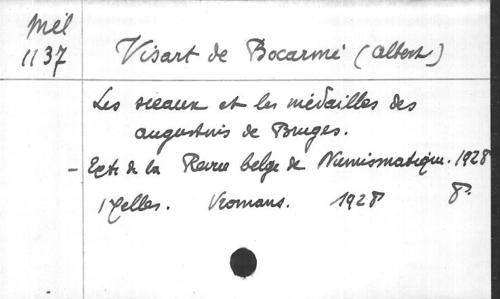 Mél
1137
Visart de Bocarmé (Albert)
Les sceaux et les médailles des
augustins de Bruges.
- Extr. de la Revue belge de Numismatique. 1928
Ixelles. Vromans. 1928 8°